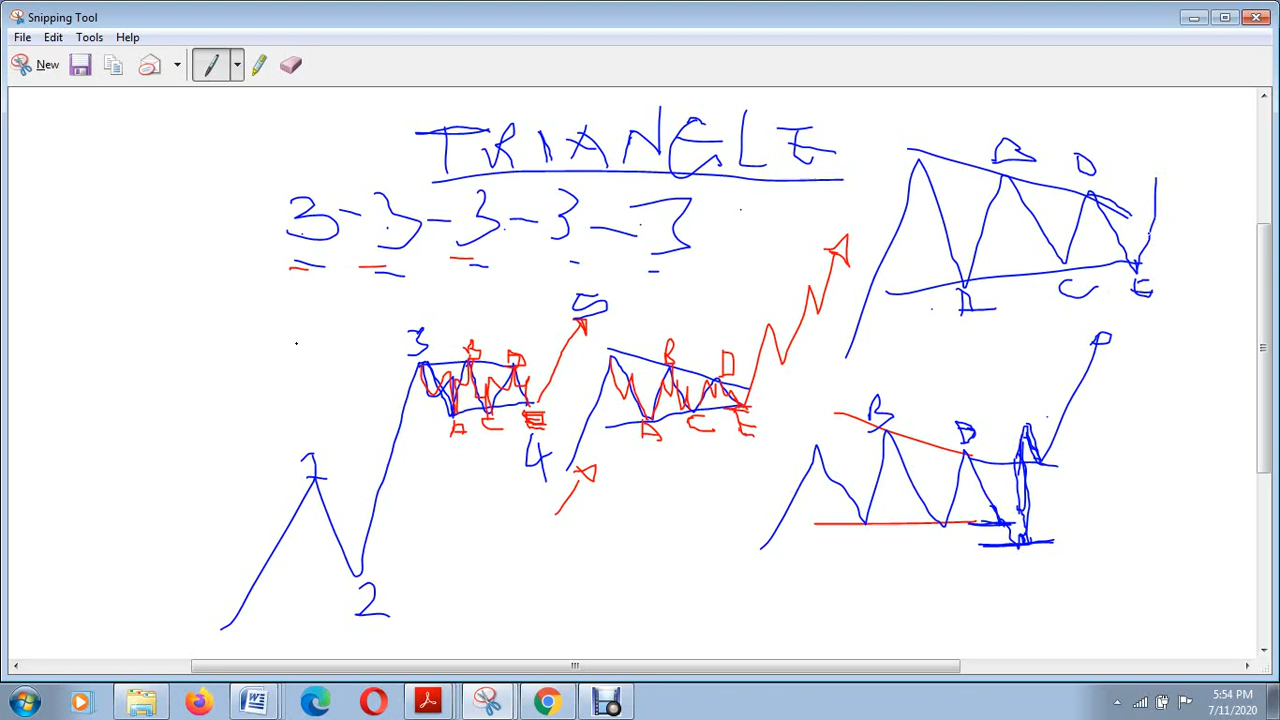 Snipping Tool
File Edit Tools Help
New
TRIANGLE
3-3-3-3-3
B D
C E
5
3
B D
B D
A C E
A C E
4
B D
1
2
5:54 PM
7/11/2020